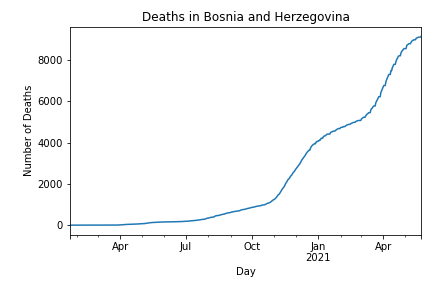 Deaths in Bosnia and Herzegovina
Number of Deaths
8000
6000
4000
2000
0
Apr
Jul
Oct
Jan
2021
Apr
Day